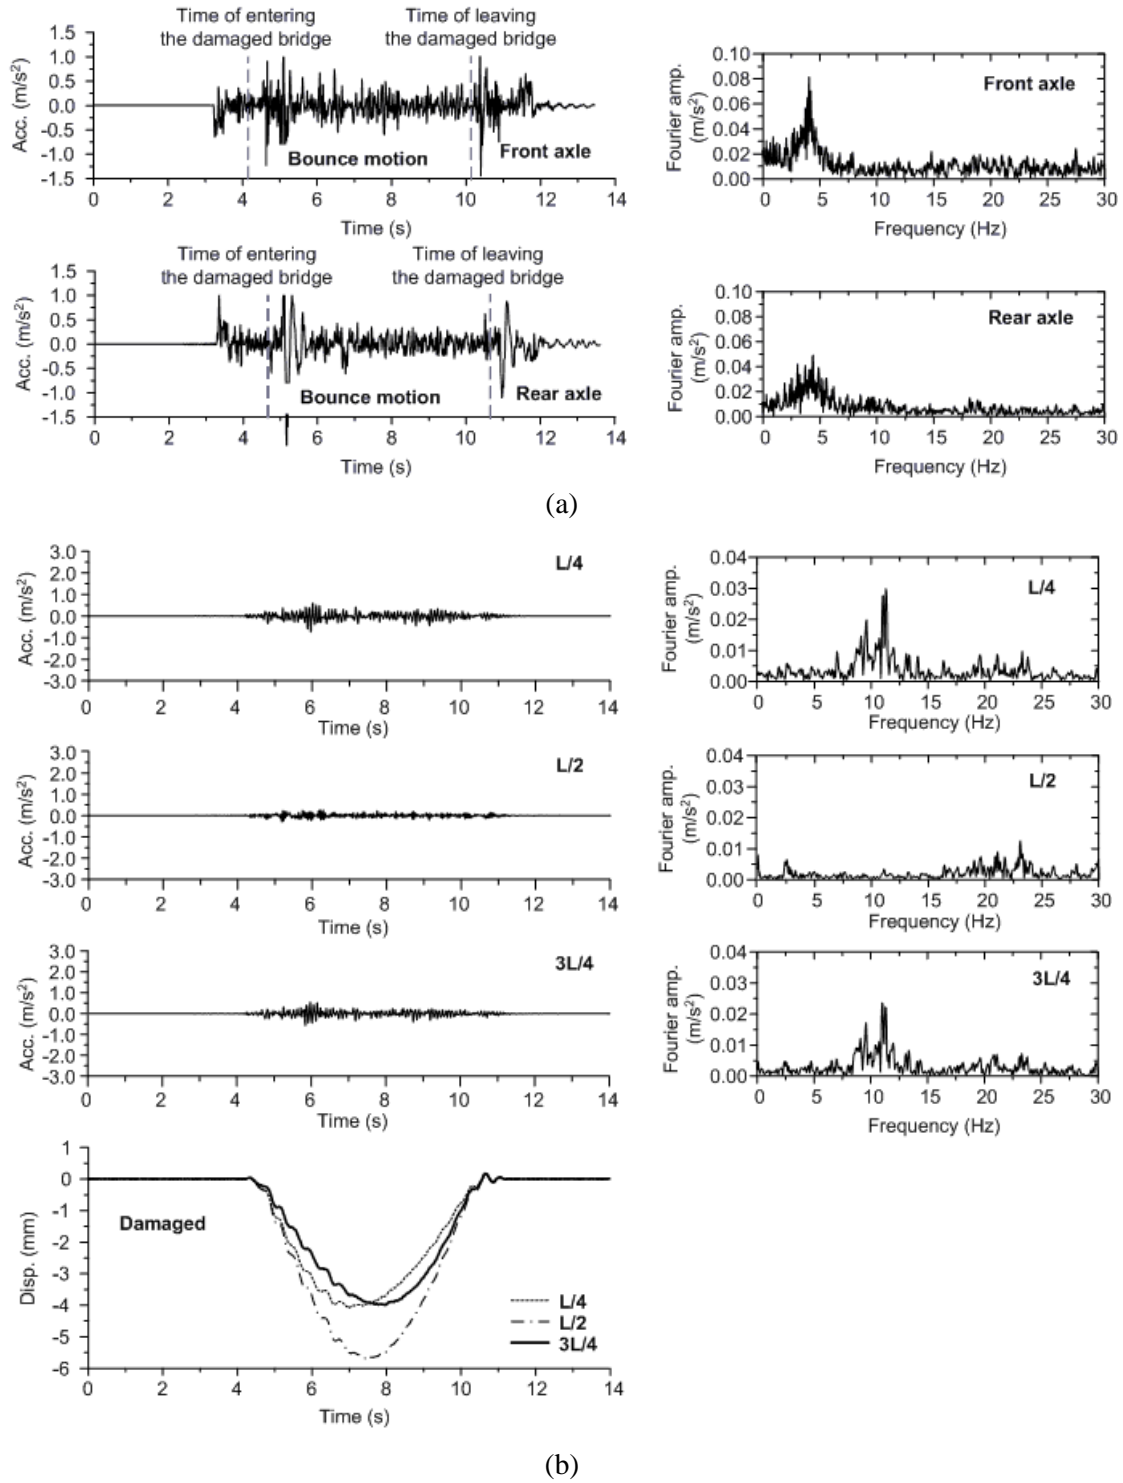 Time of entering
the damaged bridge
Time of leaving
the damaged bridge
Acc. (m/s²)
1.5
1.0
0.5
0.0
-0.5
-1.0
-1.5
Bounce motion
Front axle
0 2 4 6 8 10 12 14
Time (s)
Fourier amp.
(m/s²)
0.10
0.08
0.06
0.04
0.02
0.00
Front axle
0 5 10 15 20 25 30
Frequency (Hz)
Time of entering
the damaged bridge
Time of leaving
the damaged bridge
Acc. (m/s²)
1.5
1.0
0.5
0.0
-0.5
-1.0
-1.5
Bounce motion
Rear axle
0 2 4 6 8 10 12 14
Time (s)
Fourier amp.
(m/s²)
0.10
0.08
0.06
0.04
0.02
0.00
Rear axle
0 5 10 15 20 25 30
Frequency (Hz)
(a)
Acc. (m/s²)
3.0
2.0
1.0
0.0
-1.0
-2.0
-3.0
L/4
0 2 4 6 8 10 12 14
Time (s)
Fourier amp.
(m/s²)
0.04
0.03
0.02
0.01
0.00
L/4
0 5 10 15 20 25 30
Frequency (Hz)
Acc. (m/s²)
3.0
2.0
1.0
0.0
-1.0
-2.0
-3.0
L/2
0 2 4 6 8 10 12 14
Time (s)
Fourier amp.
(m/s²)
0.04
0.03
0.02
0.01
0.00
L/2
0 5 10 15 20 25 30
Frequency (Hz)
Acc. (m/s²)
3.0
2.0
1.0
0.0
-1.0
-2.0
-3.0
3L/4
0 2 4 6 8 10 12 14
Time (s)
Fourier amp.
(m/s²)
0.04
0.03
0.02
0.01
0.00
3L/4
0 5 10 15 20 25 30
Frequency (Hz)
Disp. (mm)
1
0
-1
-2
-3
-4
-5
-6
Damaged
L/4
L/2
3L/4
0 2 4 6 8 10 12 14
Time (s)
(b)